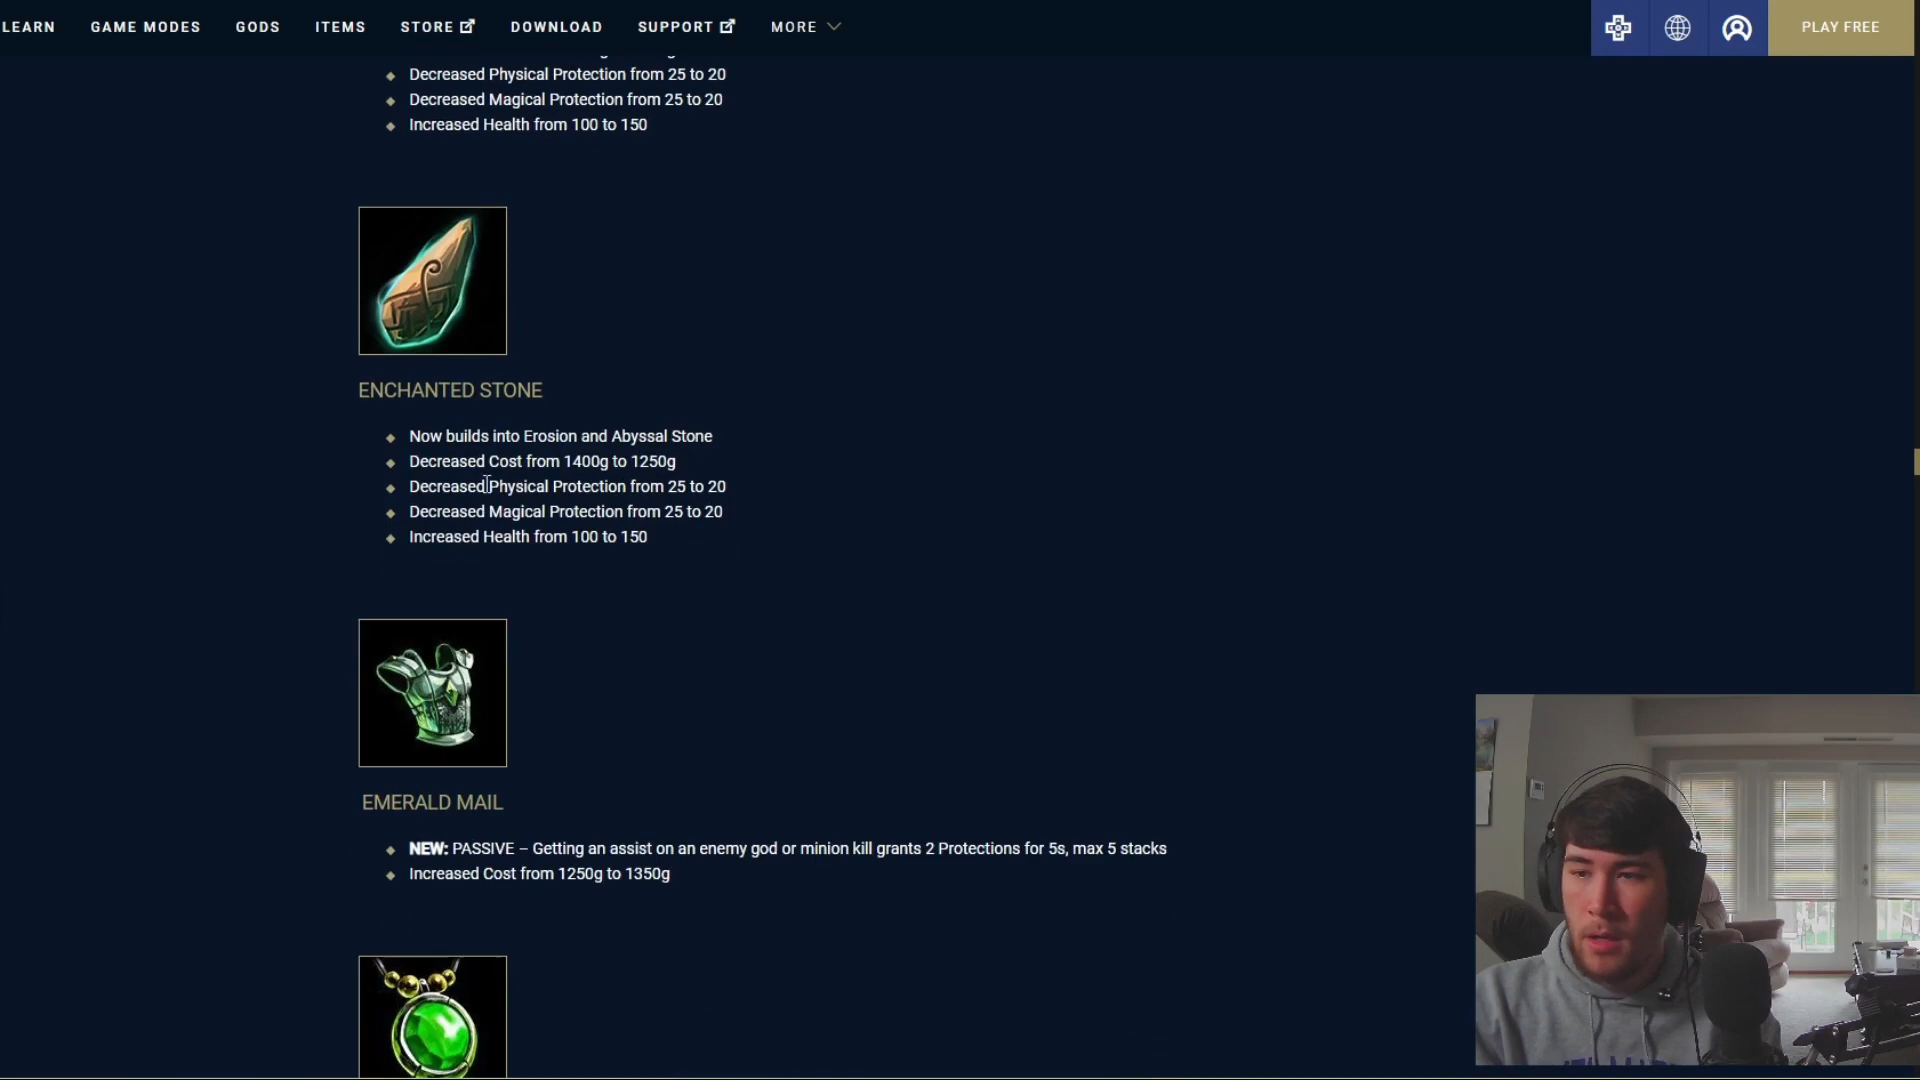 LEARN GAME MODES GODS ITEMS STORE DOWNLOAD SUPPORT MORE PLAY FREE
Decreased Physical Protection from 25 to 20
Decreased Magical Protection from 25 to 20
Increased Health from 100 to 150
ENCHANTED STONE
Now builds into Erosion and Abyssal Stone
Decreased Cost from 1400g to 1250g
Decreased Physical Protection from 25 to 20
Decreased Magical Protection from 25 to 20
Increased Health from 100 to 150
EMERALD MAIL
NEW: PASSIVE – Getting an assist on an enemy god or minion kill grants 2 Protections for 5s, max 5 stacks
Increased Cost from 1250g to 1350g